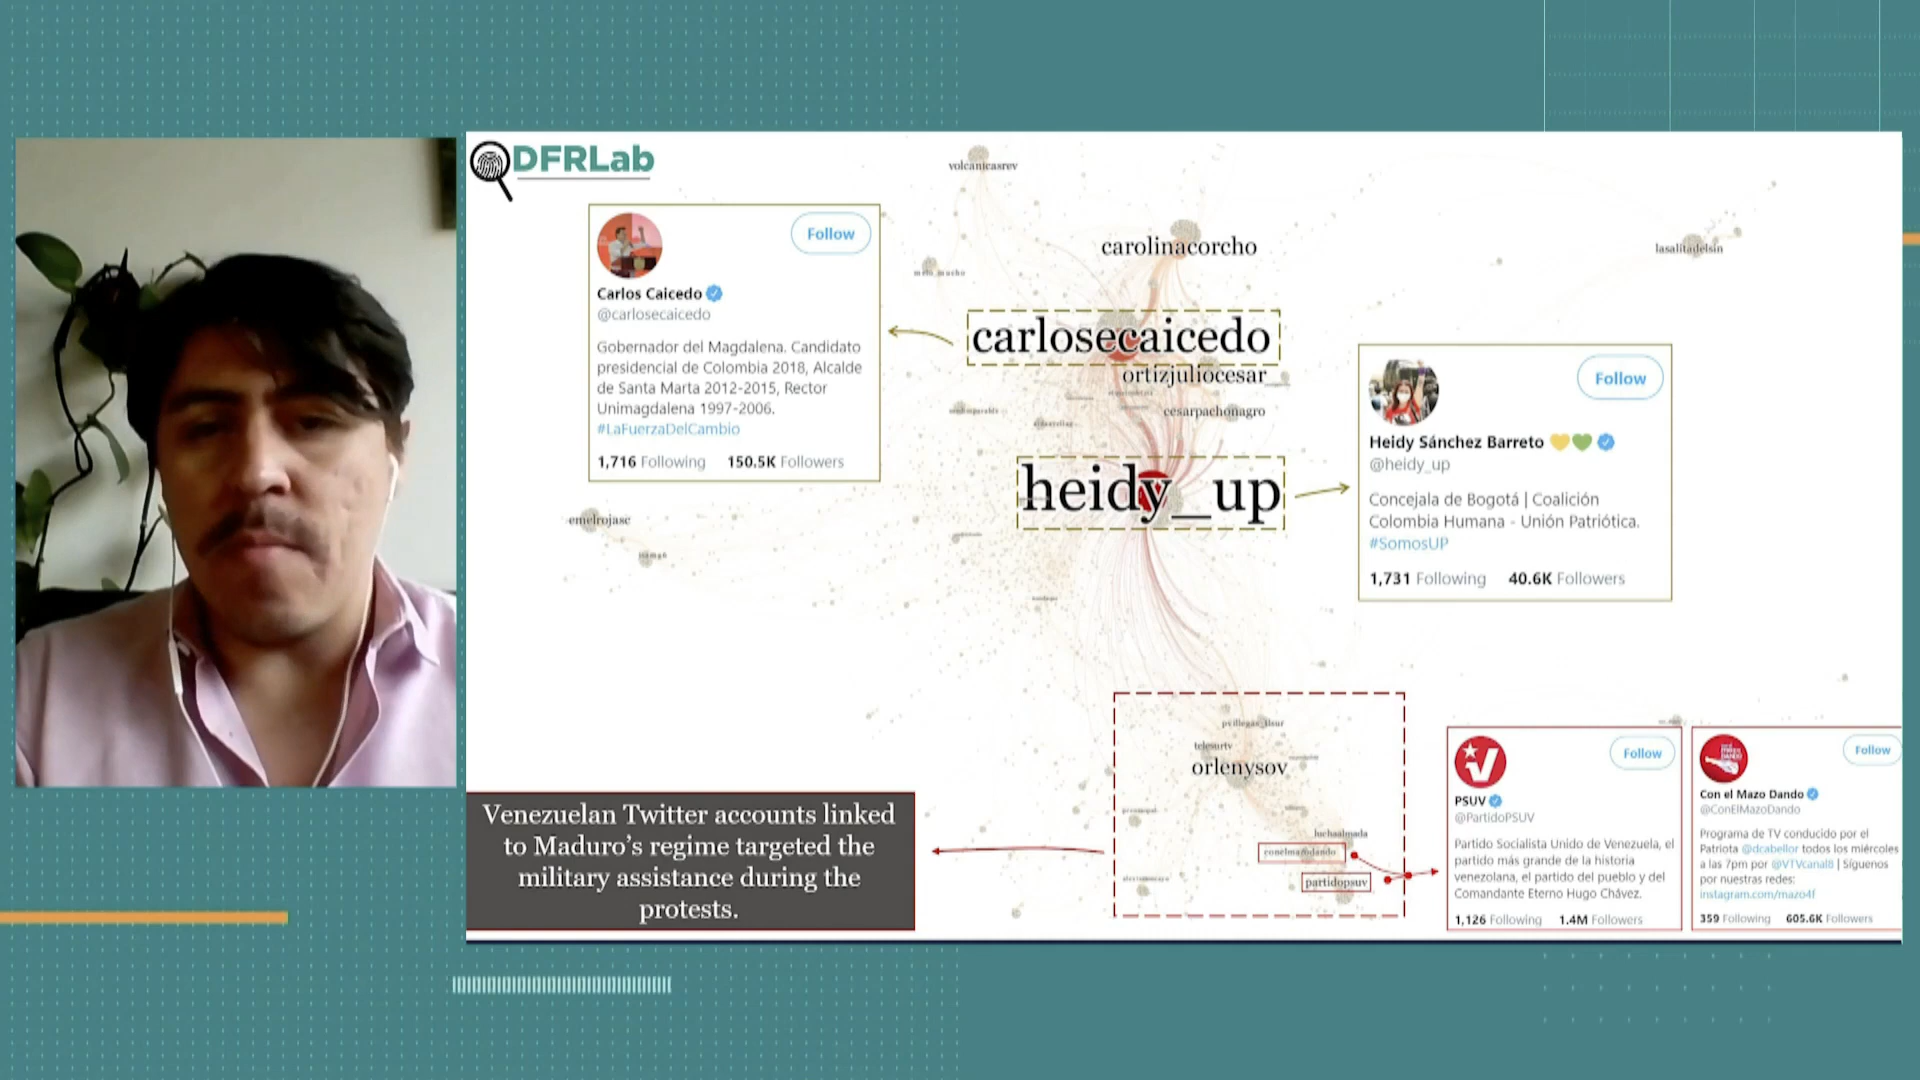 DFRLab
volcanicasrev
carolinacorcho
lasalitadelsin
Follow
Carlos Caicedo
@carlosecaicedo
Gobernador del Magdalena. Candidato
presidencial de Colombia 2018, Alcalde
de Santa Marta 2012-2015, Rector
Unimagdalena 1997-2006.
#LaFuerzaDelCambio
1,716 Following 150.5K Followers
carlosecaicedo
ortizjuliocesar
cesarpachonagro
heidy_up
Follow
Heidy Sánchez Barreto
@heidy_up
Concejala de Bogotá | Coalición
Colombia Humana - Unión Patriótica.
#SomosUP
1,731 Following 40.6K Followers
emelrojasc
telesurtv
orlenysov
luchaalmada
conelmazodando
partidopsuv
Venezuelan Twitter accounts linked
to Maduro's regime targeted the
military assistance during the
protests.
Follow
PSUV
@PartidoPSUV
Partido Socialista Unido de Venezuela, el
partido más grande de la historia
venezolana, el partido del pueblo y del
Comandante Eterno Hugo Chávez.
1,126 Following 1.4M Followers
Follow
Con el Mazo Dando
@ConElMazoDando
Programa de TV conducido por el
Patriota @dcabellor todos los miércoles
a las 7pm por @VTVcanal8 | Síguenos
por nuestras redes:
instagram.com/mazo4f
359 Following 605.6K Followers